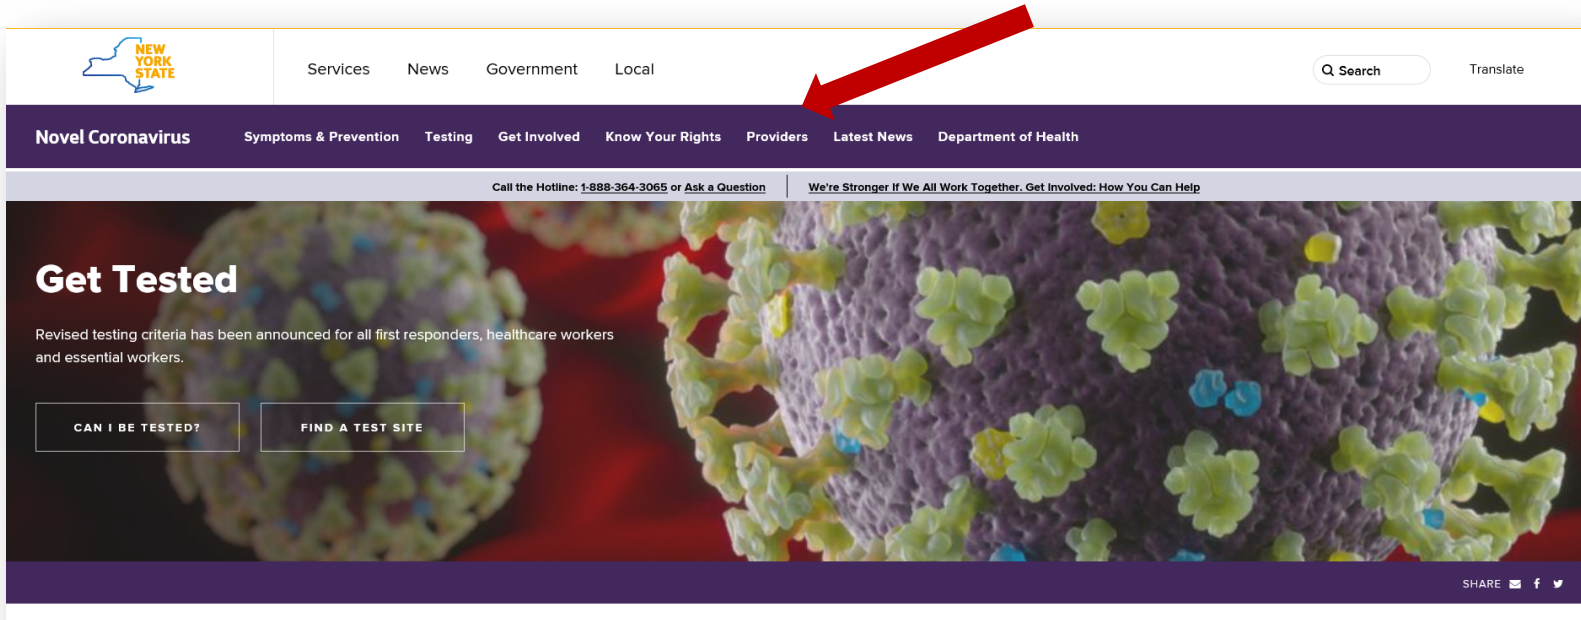 NEW
YORK
STATE
Services News Government Local
Search
Translate
Novel Coronavirus
Symptoms & Prevention Testing Get Involved Know Your Rights Providers Latest News Department of Health
Call the Hotline: 1-888-364-3065 or Ask a Question
We're Stronger If We All Work Together. Get Involved: How You Can Help
Get Tested
Revised testing criteria has been announced for all first responders, healthcare workers
and essential workers.
CAN I BE TESTED?
FIND A TEST SITE
SHARE